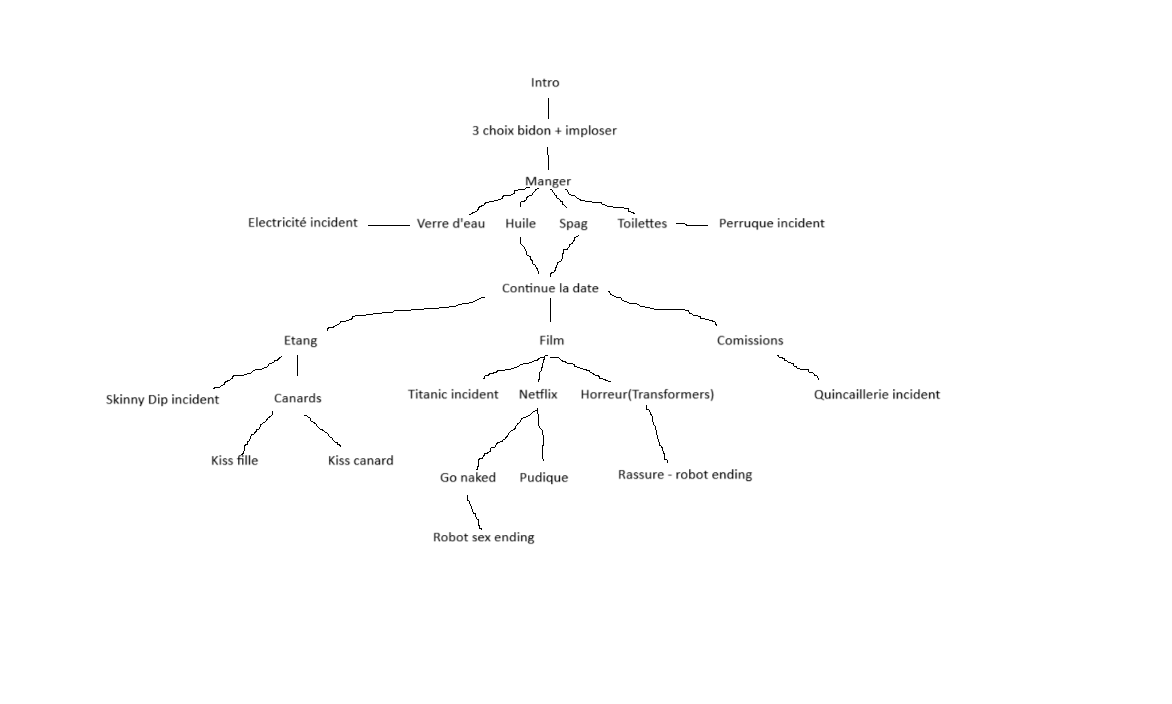 Intro
3 choix bidon + imploser
Manger
Electricité incident
Verre d'eau
Huile
Spag
Toilettes
Perruque incident
Continue la date
Etang
Film
Comissions
Skinny Dip incident
Canards
Titanic incident
Netflix
Horreur(Transformers)
Quincaillerie incident
Kiss fille
Kiss canard
Go naked
Pudique
Rassure - robot ending
Robot sex ending